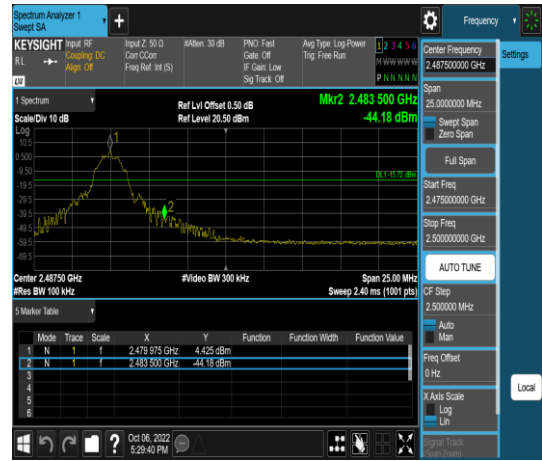 Spectrum Analyzer 1
Swept SA
+
Frequency
KEYSIGHT
Input: RF
Input Z: 50 Ω
#Atten: 30 dB
PNO: Fast
Avg Type: Log-Power
1 2 3 4 5 6
R L
Coupling: DC
Corr CCorr
Gate: Off
Trig: Free Run
M W W W W W
Align: Off
Freq Ref: Int (S)
IF Gain: Low
Sig Track: Off
P N N N N N
LXI
1 Spectrum
Ref Lvl Offset 0.50 dB
Mkr2 2.483 500 GHz
Scale/Div 10 dB
Ref Level 20.50 dBm
-44.18 dBm
Log
10.5
0.500
-9.50
-19.5
-29.5
-39.5
-49.5
-59.5
-69.5
1
2
DL1 -15.72 dBm
Center 2.48750 GHz
#Video BW 300 kHz
Span 25.00 MHz
#Res BW 100 kHz
Sweep 2.40 ms (1001 pts)
5 Marker Table
Mode Trace Scale X Y Function Function Width Function Value
1 N 1 f 2.479 975 GHz 4.425 dBm
2 N 1 f 2.483 500 GHz -44.18 dBm
3
4
5
6
?
Oct 06, 2022
5:29:40 PM
Center Frequency
2.487500000 GHz
Settings
Span
25.0000000 MHz
Swept Span
Zero Span
Full Span
Start Freq
2.475000000 GHz
Stop Freq
2.500000000 GHz
AUTO TUNE
CF Step
2.500000 MHz
Auto
Man
Freq Offset
0 Hz
Local
X Axis Scale
Log
Lin
Signal Track
(Span Zoom)